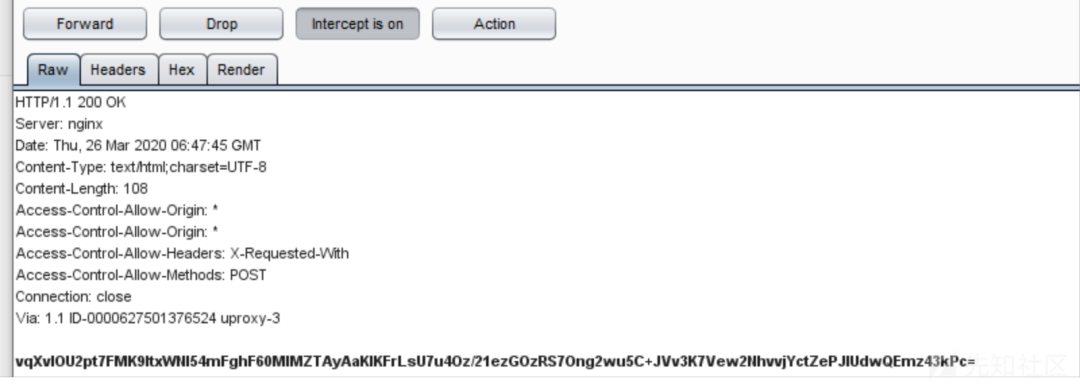 Forward Drop Intercept is on Action
Raw Headers Hex Render
HTTP/1.1 200 OK
Server: nginx
Date: Thu, 26 Mar 2020 06:47:45 GMT
Content-Type: text/html;charset=UTF-8
Content-Length: 108
Access-Control-Allow-Origin: *
Access-Control-Allow-Origin: *
Access-Control-Allow-Headers: X-Requested-With
Access-Control-Allow-Methods: POST
Connection: close
Via: 1.1 ID-0000627501376524 uproxy-3
先知社区